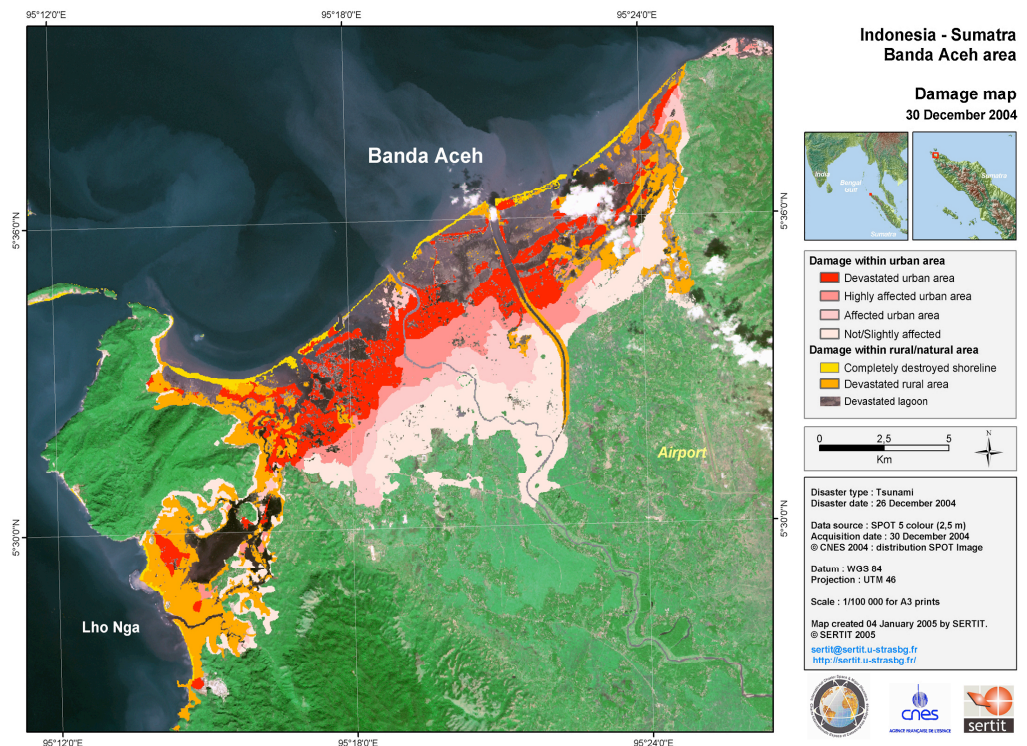 95°12'0"E
95°18'0"E
95°24'0"E
Indonesia - Sumatra
Banda Aceh area
Damage map
30 December 2004
India
Bengal
Sumatra
Sumatra
Banda Aceh
5°36'0"N
5°36'0"N
Damage within urban area
Devastated urban area
Highly affected urban area
Affected urban area
Not/Slightly affected
Damage within rural/natural area
Completely destroyed shoreline
Devastated rural area
Devastated lagoon
0 2,5 5
Km
N
Airport
5°30'0"N
5°30'0"N
Lho Nga
Disaster type : Tsunami
Disaster date : 26 December 2004
Data source : SPOT 5 colour (2,5 m)
Acquisition date : 30 December 2004
© CNES 2004 : distribution SPOT Image
Datum : WGS 84
Projection : UTM 46
Scale : 1/100 000 for A3 prints
Map created 04 January 2005 by SERTIT.
© SERTIT 2005
sertit@sertit.u-strasbg.fr
http://sertit.u-strasbg.fr/
cnes
AGENCE FRANÇAISE DE L'ESPACE
sertit
95°12'0"E
95°18'0"E
95°24'0"E